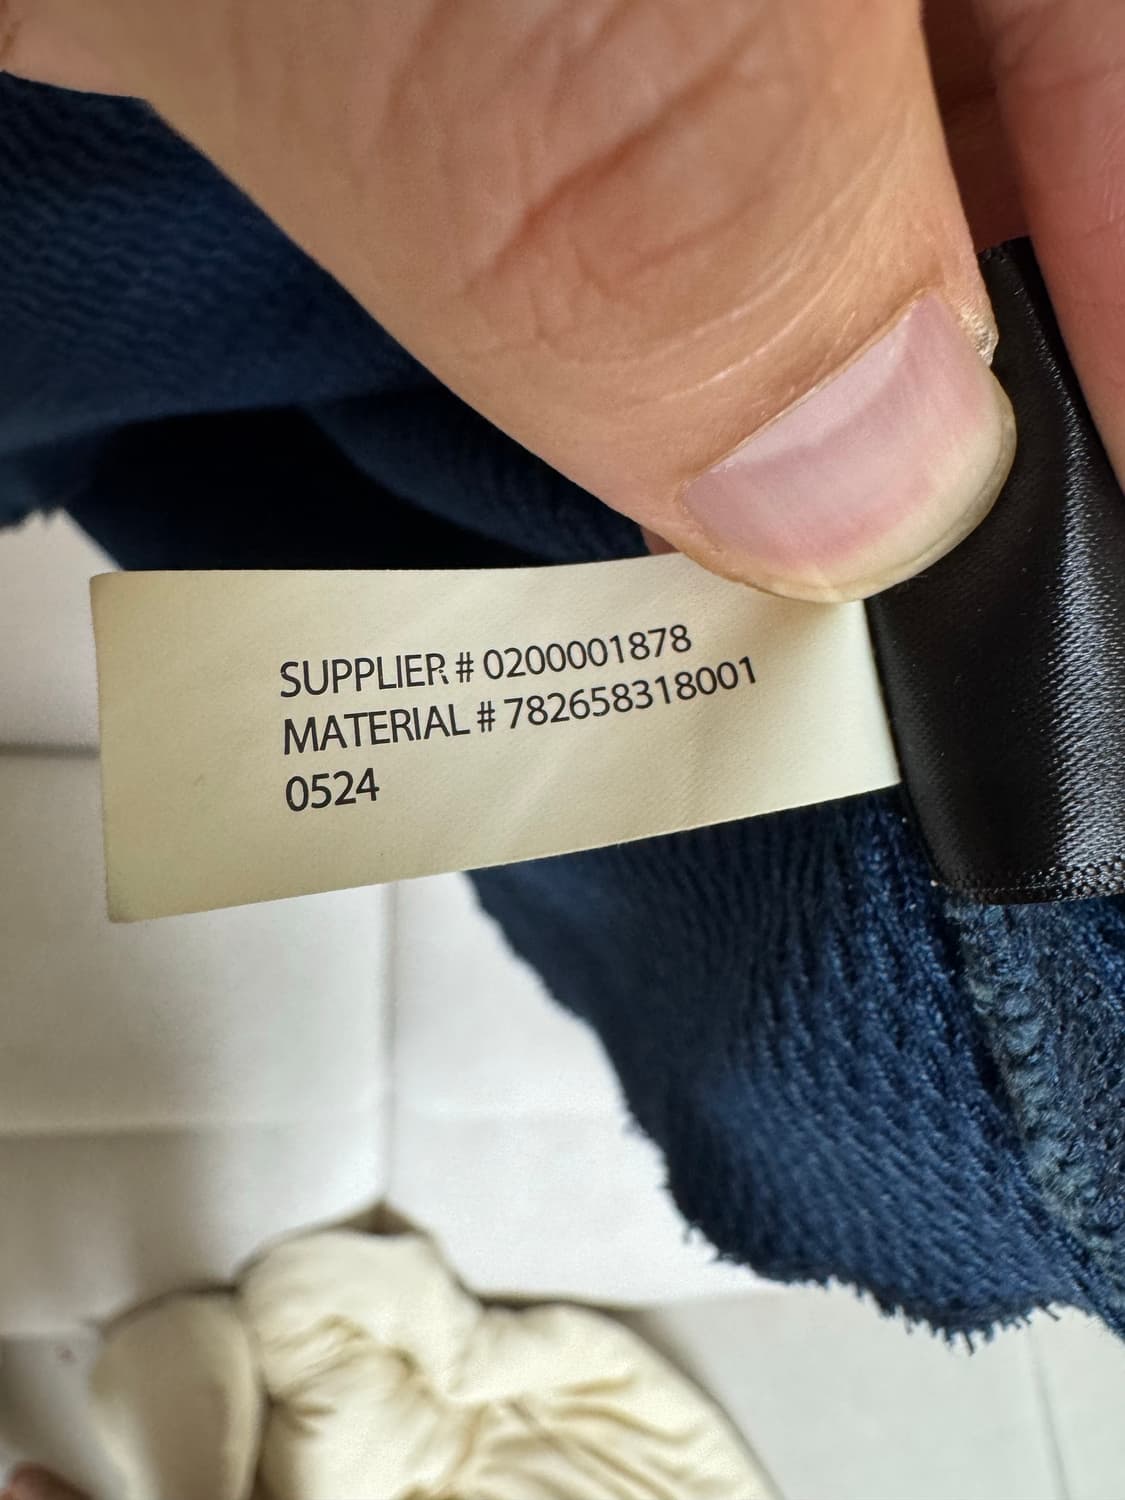 SUPPLIER # 0200001878
MATERIAL # 782658318001
0524